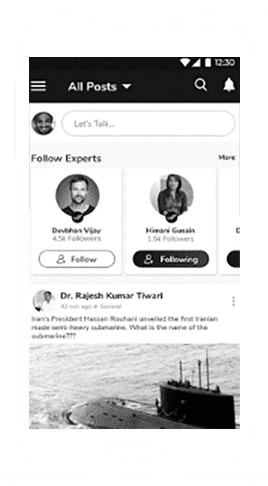 12:30
All Posts
Let's Talk...
Follow Experts
More
Devbhan Vijay
Himani Gusain
4.5k Followers
1.5k Followers
Follow
Following
Dr. Rajesh Kumar Tiwari
42 min ago General
Iran's President Hassan Rouhani unveiled the first Iranian
made semi-heavy submarine. What is the name of the
submarine???